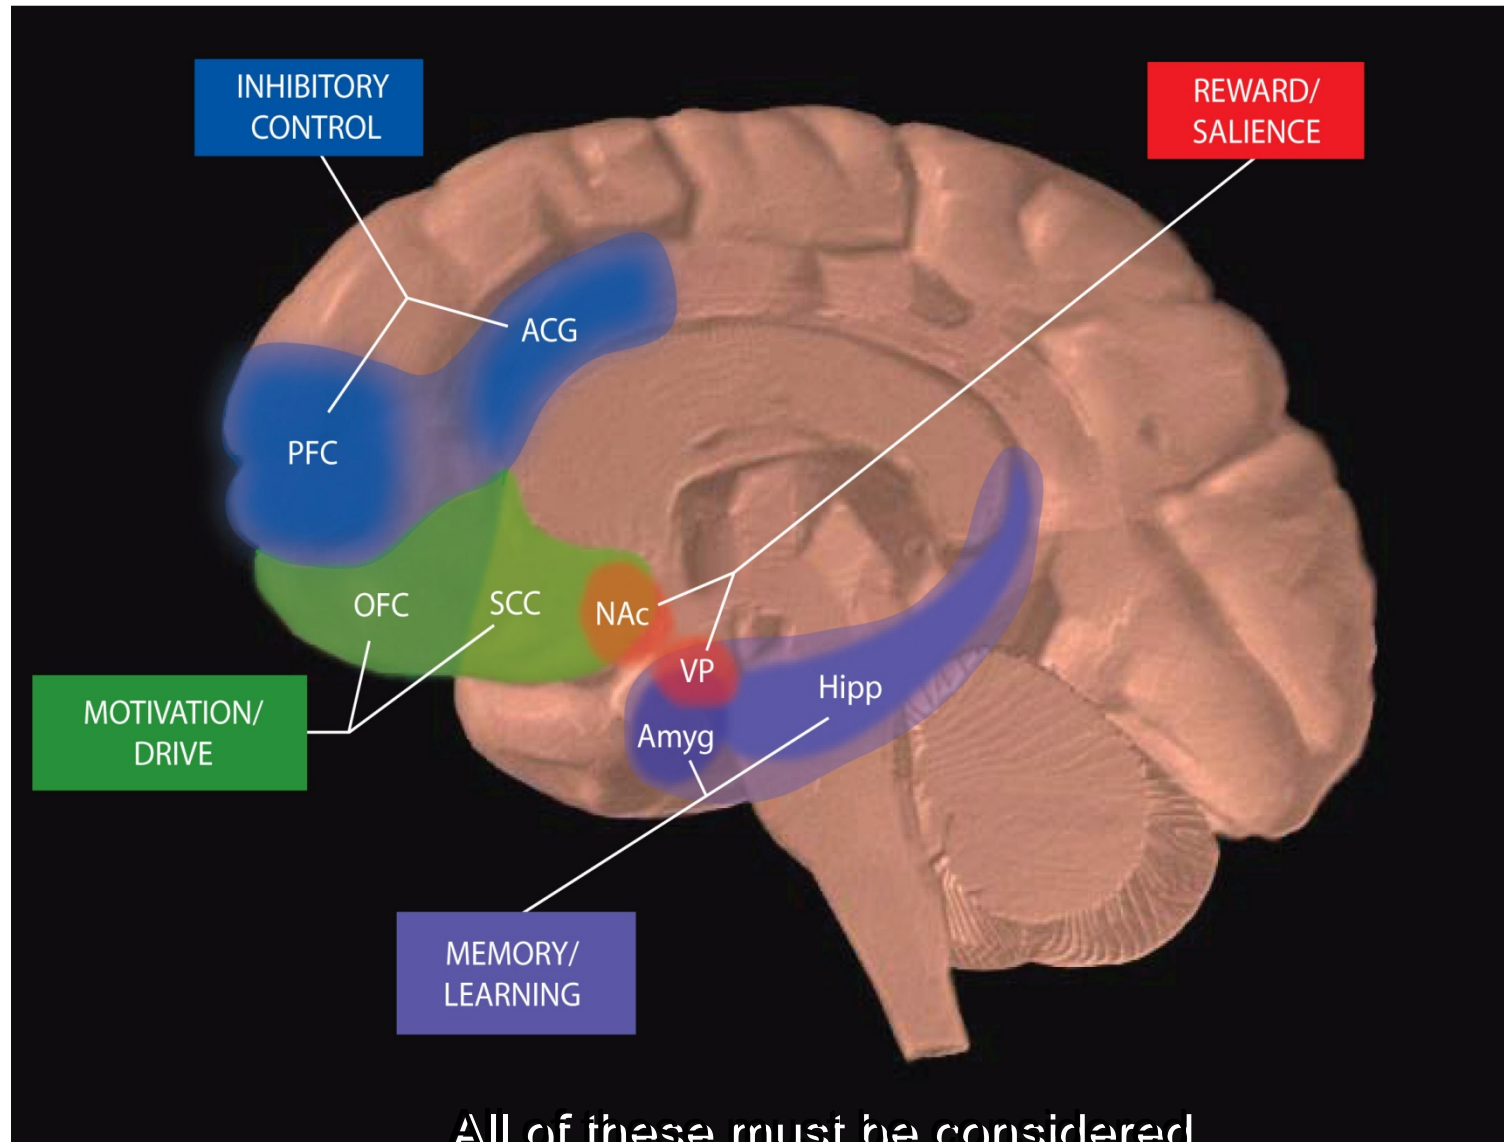 INHIBITORY
CONTROL
REWARD/
SALIENCE
ACG
PFC
OFC
SCC
NAc
VP
Hipp
Amyg
MOTIVATION/
DRIVE
MEMORY/
LEARNING
All of these must be considered